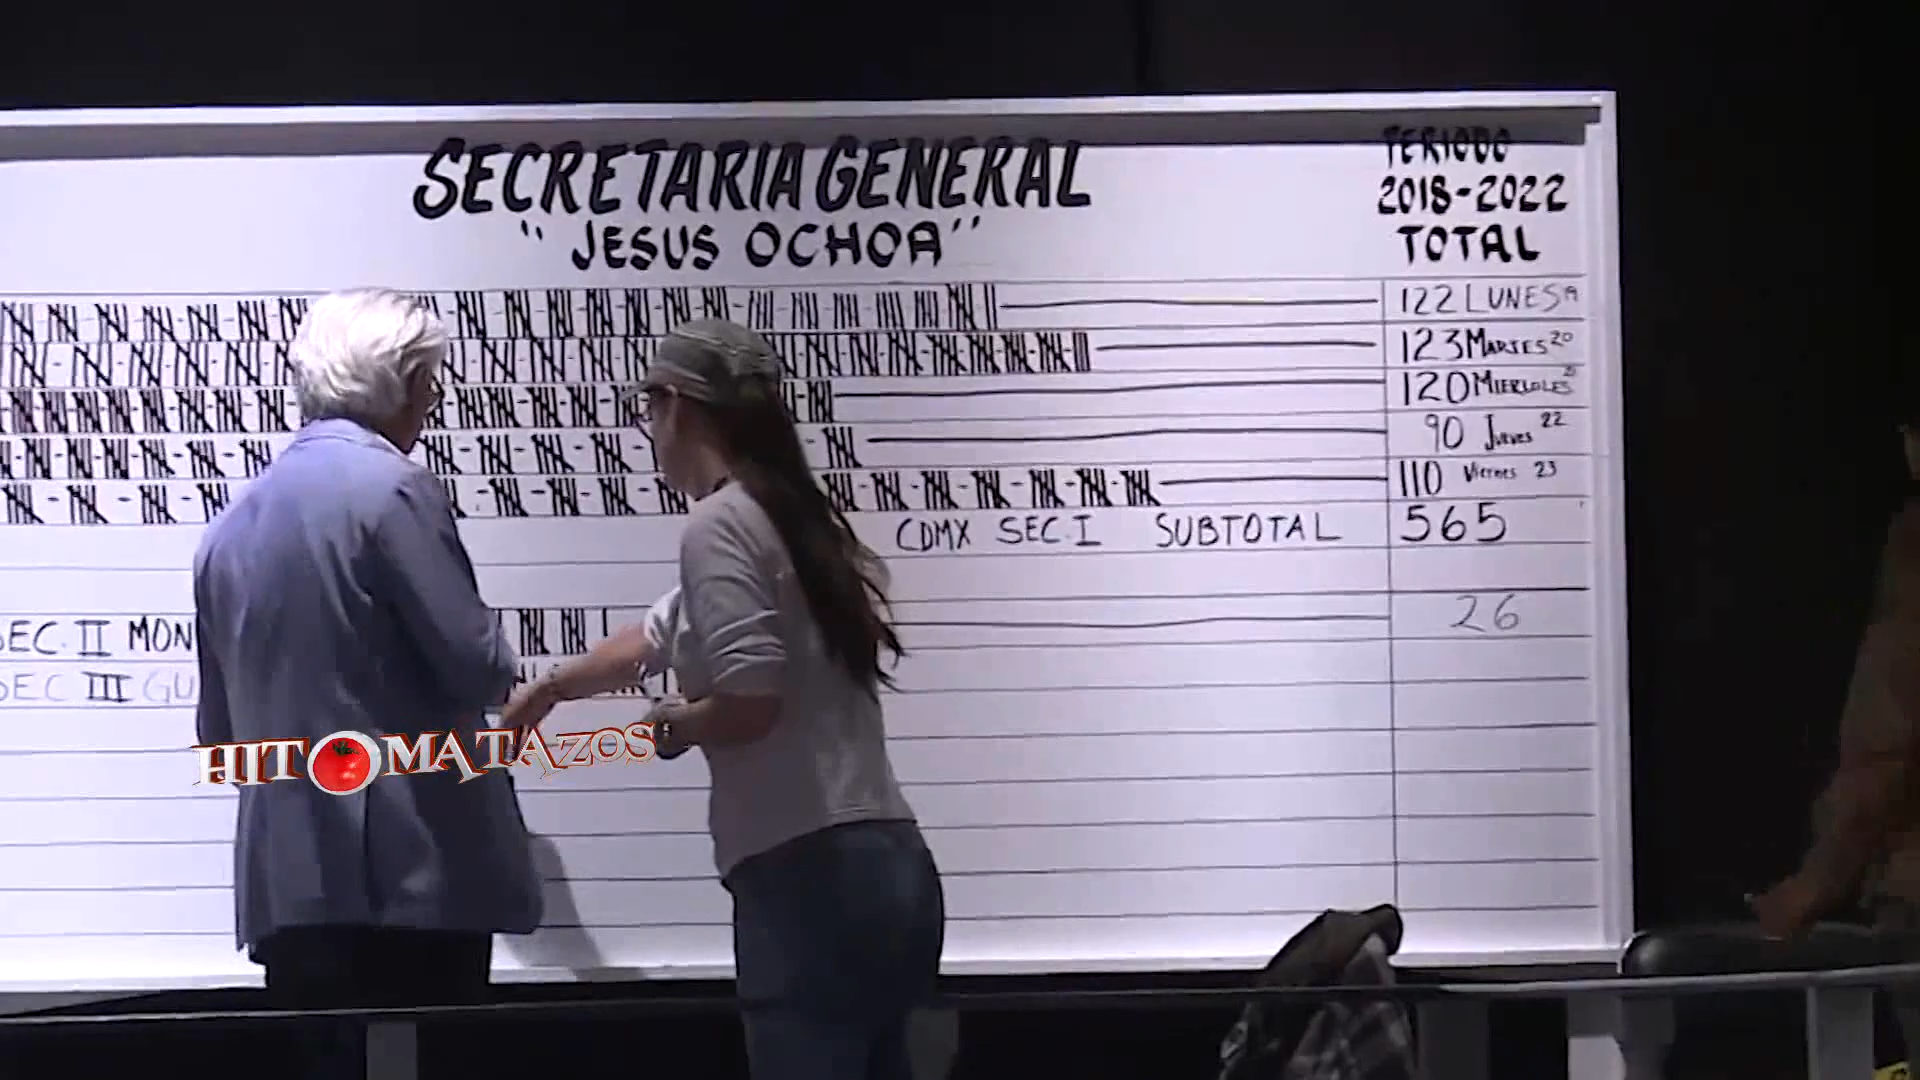 SECRETARIA GENERAL
"JESUS OCHOA"
PERIODO
2018-2022
TOTAL
122 LUNES 19
123 MARTES 20
120 MIERCOLES
90 Jueves 22
110 Viernes 23
CDMX SEC. I SUBTOTAL 565
SEC. II MON 26
SEC III GU
HITOMATAZOS